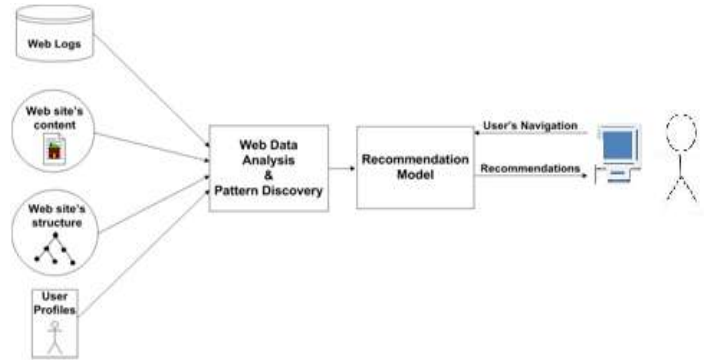 Web Logs
Web site's
content
Web site's
structure
User
Profiles
Web Data
Analysis
&
Pattern Discovery
Recommendation
Model
User's Navigation
Recommendations